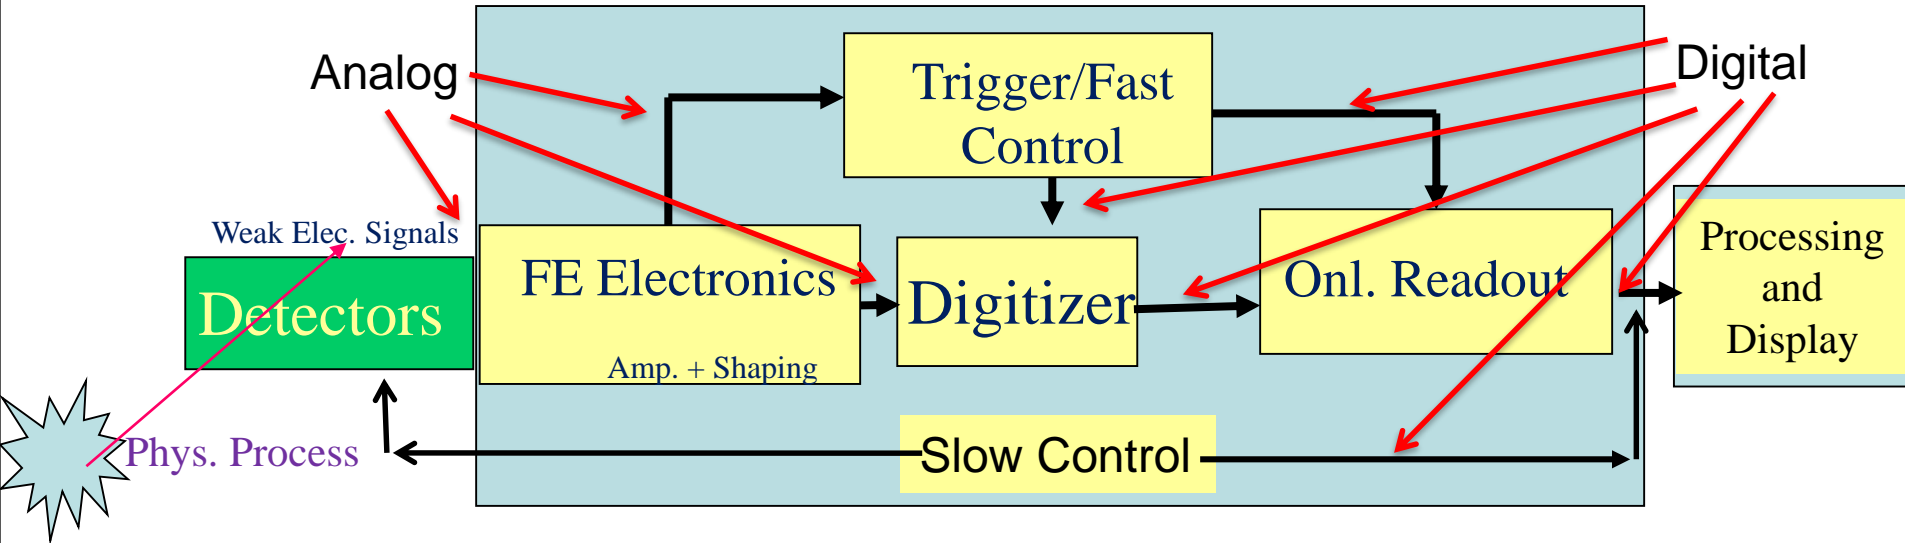 Analog
Trigger/Fast
Control
Digital
Weak Elec. Signals
Detectors
FE Electronics
Amp. + Shaping
Digitizer
Onl. Readout
Processing
and
Display
Phys. Process
Slow Control